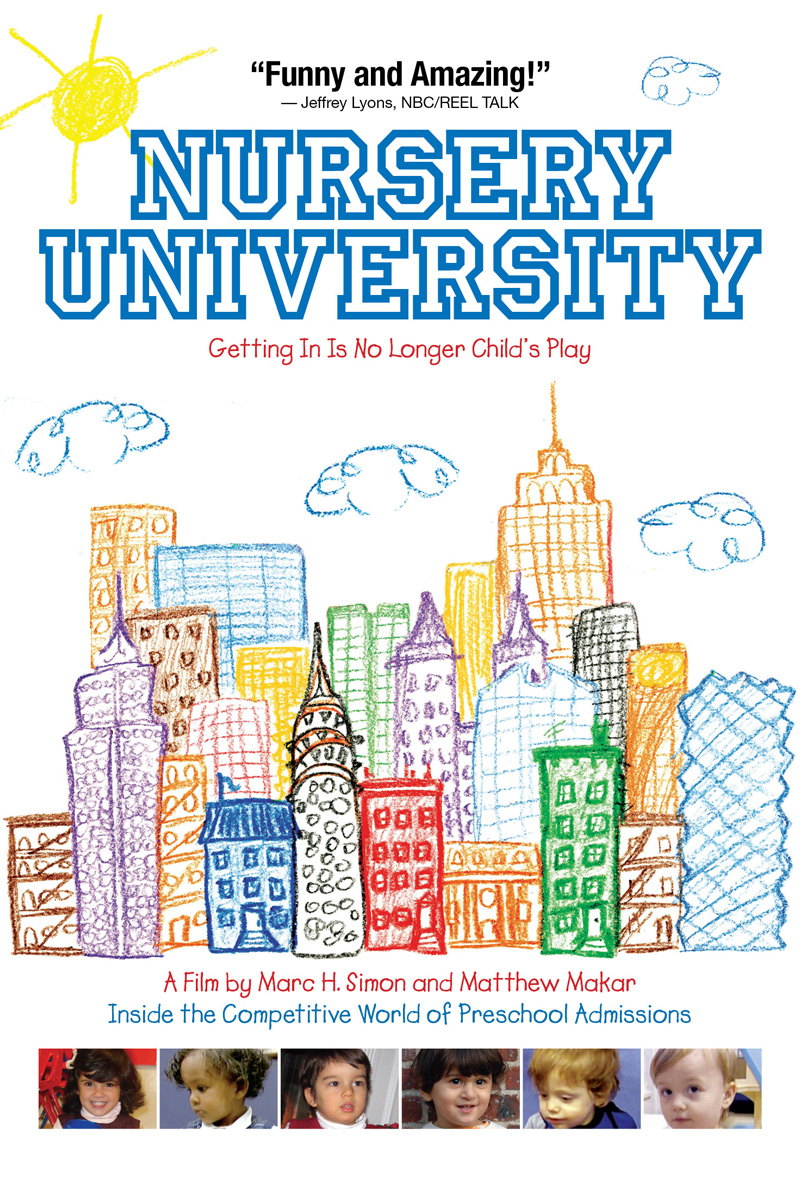 “Funny and Amazing!”
— Jeffrey Lyons, NBC/REEL TALK
NURSERY
UNIVERSITY
Getting In Is No Longer Child’s Play
A Film by Marc H. Simon and Matthew Makar
Inside the Competitive World of Preschool Admissions